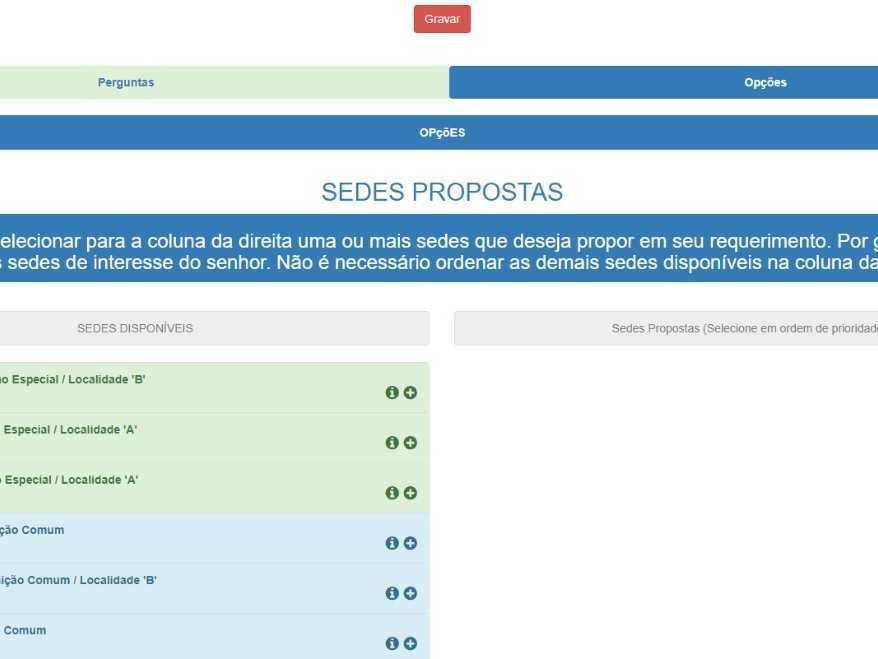 Gravar
Perguntas
Opções
OPçõES
SEDES PROPOSTAS
elecionar para a coluna da direita uma ou mais sedes que deseja propor em seu requerimento. Por
sedes de interesse do senhor. Não é necessário ordenar as demais sedes disponíveis na coluna da
SEDES DISPONÍVEIS
Sedes Propostas (Selecione em ordem de prioridade
o Especial / Localidade 'B'
Especial / Localidade 'A'
o Especial / Localidade 'A'
ção Comum
ição Comum / Localidade 'B'
Comum